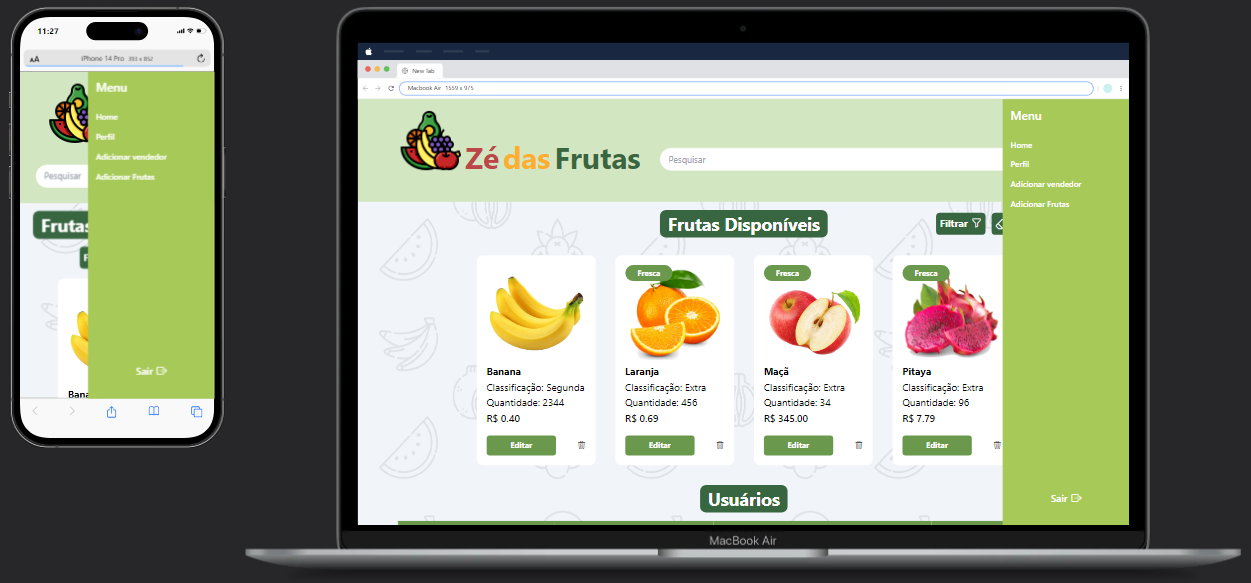 11:27
AA iPhone 14 Pro 393 x 852
Menu
Home
Perfil
Adicionar vendedor
Adicionar Frutas
Pesquisar
Frutas
F
Bana
Sair
New tab
Macbook Air 1559 x 975
Zé das Frutas
Pesquisar
Menu
Home
Perfil
Adicionar vendedor
Adicionar Frutas
Frutas Disponíveis
Filtrar
Fresca
Fresca
Fresca
Banana
Classificação: Segunda
Quantidade: 2344
R$ 0.40
Editar
Laranja
Classificação: Extra
Quantidade: 456
R$ 0.69
Editar
Maçã
Classificação: Extra
Quantidade: 34
R$ 345.00
Editar
Pitaya
Classificação: Extra
Quantidade: 96
R$ 7.79
Editar
Sair
Usuários
MacBook Air